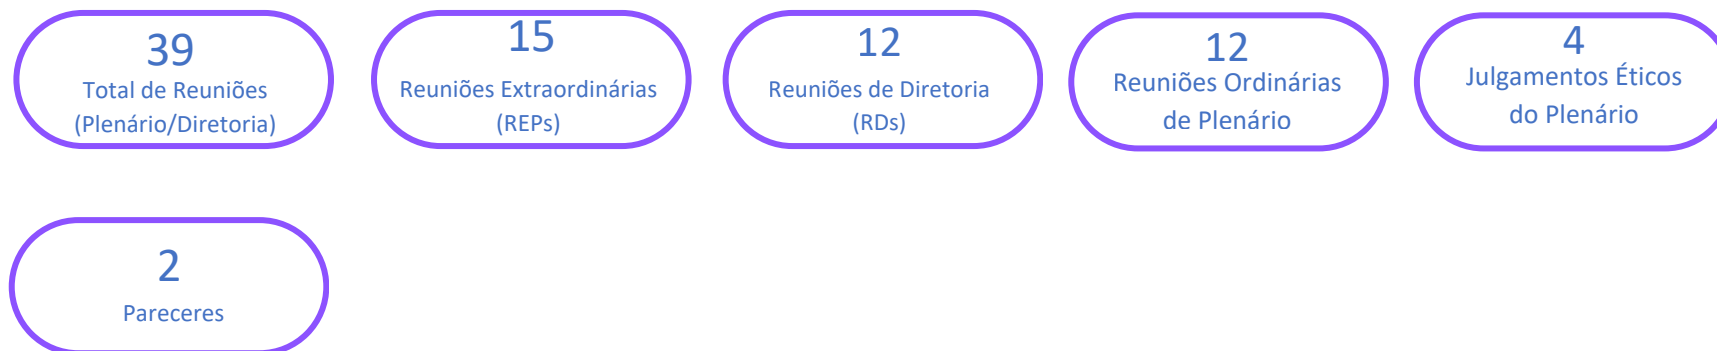 39
Total de Reuniões
(Plenário/Diretoria)
15
Reuniões Extraordinárias
(REPs)
12
Reuniões de Diretoria
(RDs)
12
Reuniões Ordinárias
de Plenário
4
Julgamentos Éticos
do Plenário
2
Pareceres